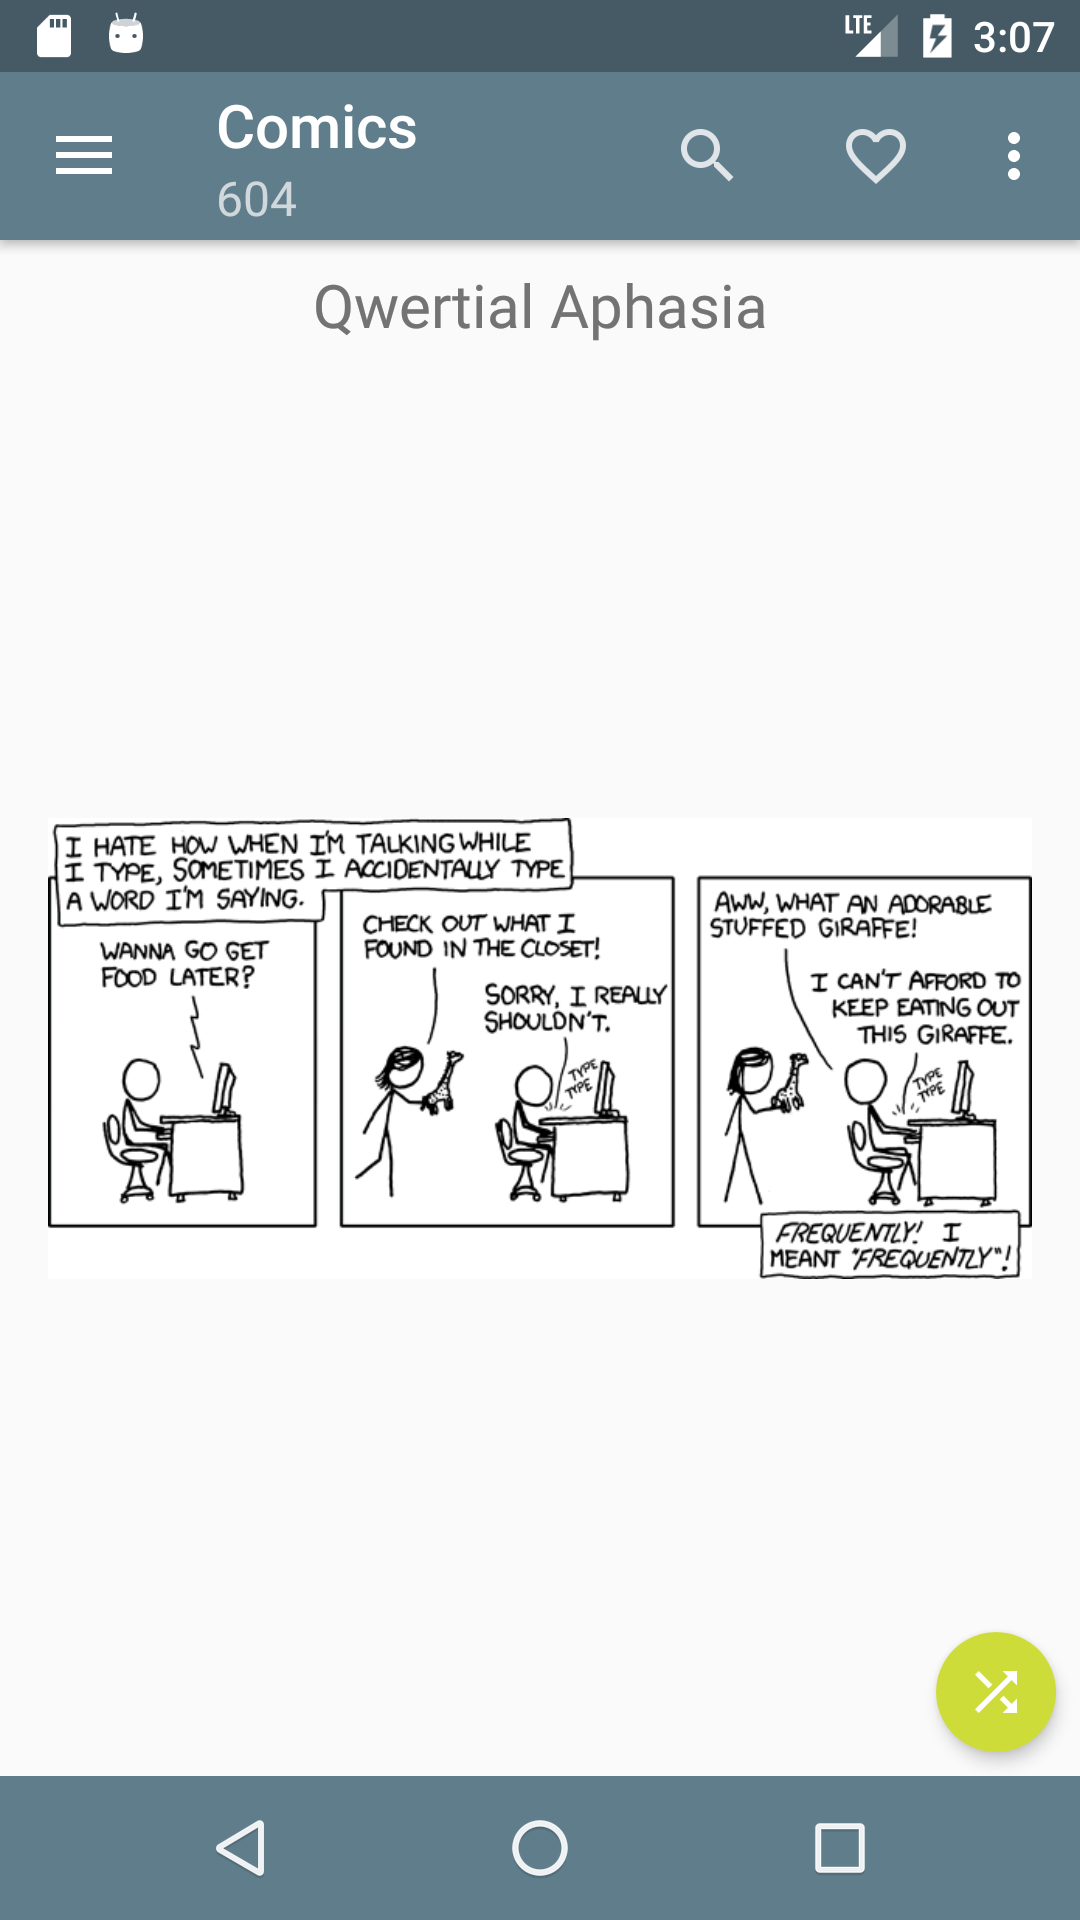 LTE
3:07
Comics
604
Qwertial Aphasia
I HATE HOW WHEN I'M TALKING WHILE
I TYPE, SOMETIMES I ACCIDENTALLY TYPE
A WORD I'M SAYING.
WANNA GO GET
FOOD LATER?
CHECK OUT WHAT I
FOUND IN THE CLOSET!
SORRY, I REALLY
SHOULDN'T.
TYPE
TYPE
AWW, WHAT AN ADORABLE
STUFFED GIRAFFE!
I CAN'T AFFORD TO
KEEP EATING OUT
THIS GIRAFFE.
TYPE
TYPE
FREQUENTLY! I
MEANT "FREQUENTLY"!